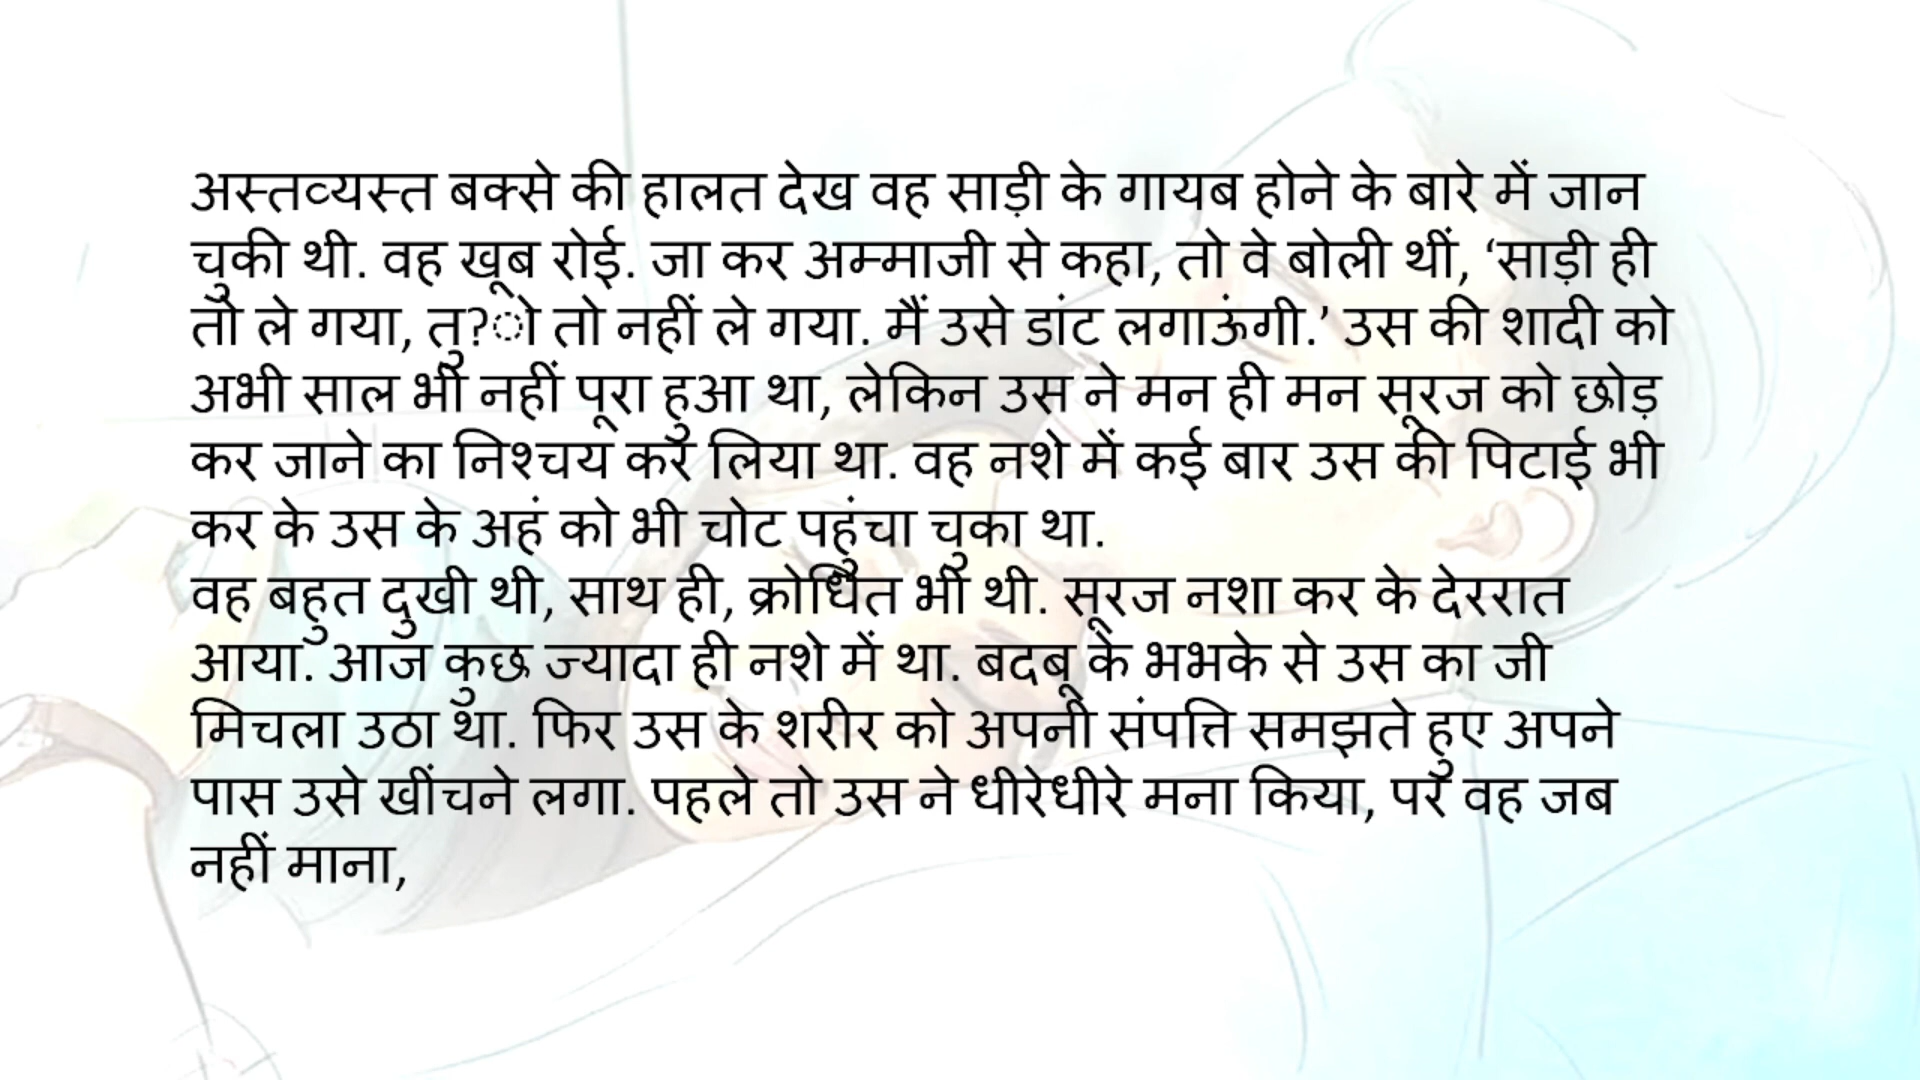 अस्तव्यस्त बक्से की हालत देख वह साड़ी के गायब होने के बारे में जान
चुकी थी. वह खूब रोई. जा कर अम्माजी से कहा, तो वे बोली थीं, ‘साड़ी ही
तो ले गया, तु?ो तो नहीं ले गया. मैं उसे डांट लगाऊंगी.’ उस की शादी को
अभी साल भी नहीं पूरा हुआ था, लेकिन उस ने मन ही मन सूरज को छोड़
कर जाने का निश्चय कर लिया था. वह नशे में कई बार उस की पिटाई भी
कर के उस के अहं को भी चोट पहुंचा चुका था.
वह बहुत दुखी थी, साथ ही, क्रोधित भी थी. सूरज नशा कर के देररात
आया. आज कुछ ज्यादा ही नशे में था. बदबू के भभके से उस का जी
मिचला उठा था. फिर उस के शरीर को अपनी संपत्ति समझते हुए अपने
पास उसे खींचने लगा. पहले तो उस ने धीरेधीरे मना किया, पर वह जब
नहीं माना,